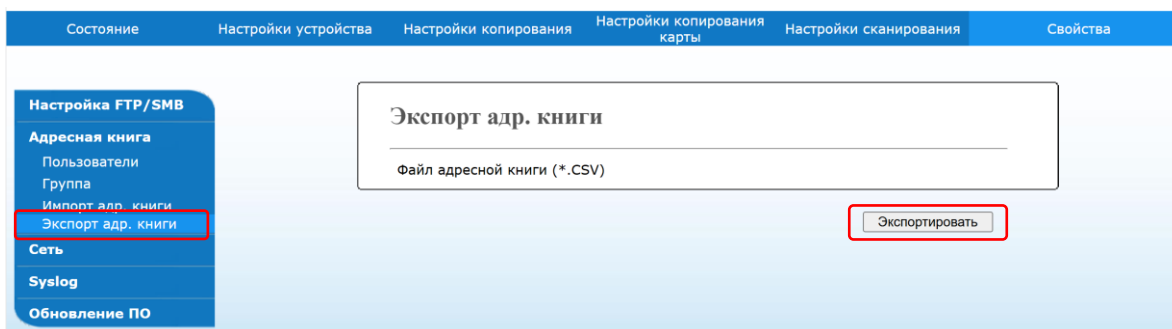 Состояние
Настройки устройства
Настройки копирования
Настройки копирования
карты
Настройки сканирования
Свойства
Настройка FTP/SMB
Адресная книга
Пользователи
Группа
Импорт адр. книги
Экспорт адр. книги
Сеть
Syslog
Обновление ПО
Экспорт адр. книги
Файл адресной книги (*.CSV)
Экспортировать